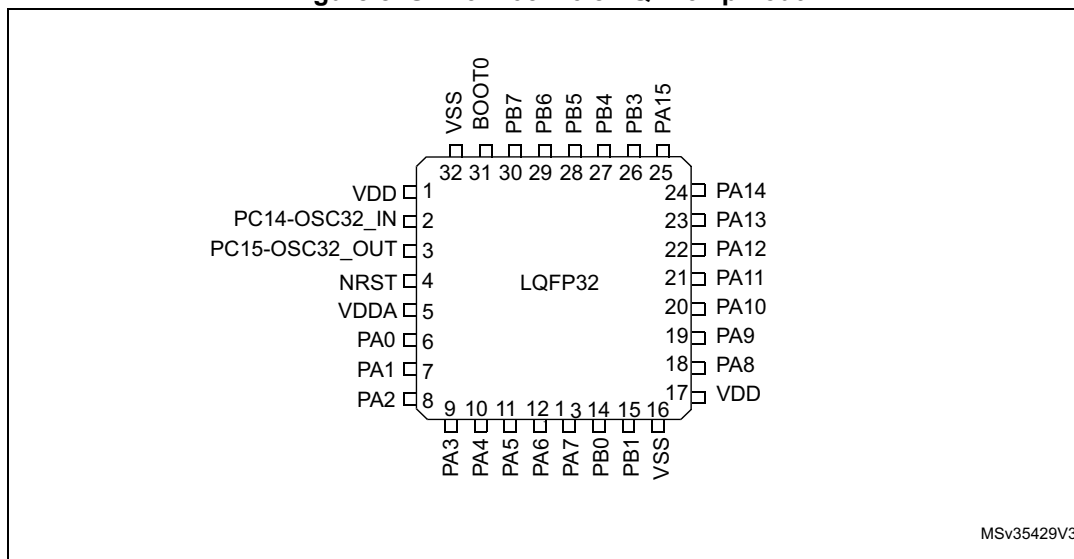 VSS
BOOT0
PB7
PB6
PB5
PB4
PB3
PA15
32 31 30 29 28 27 26 25
VDD 1
PC14-OSC32_IN 2
PC15-OSC32_OUT 3
NRST 4
VDDA 5
PA0 6
PA1 7
PA2 8
LQFP32
24 PA14
23 PA13
22 PA12
21 PA11
20 PA10
19 PA9
18 PA8
17 VDD
9 10 11 12 13 14 15 16
PA3
PA4
PA5
PA6
PA7
PB0
PB1
VSS
MSv35429V3